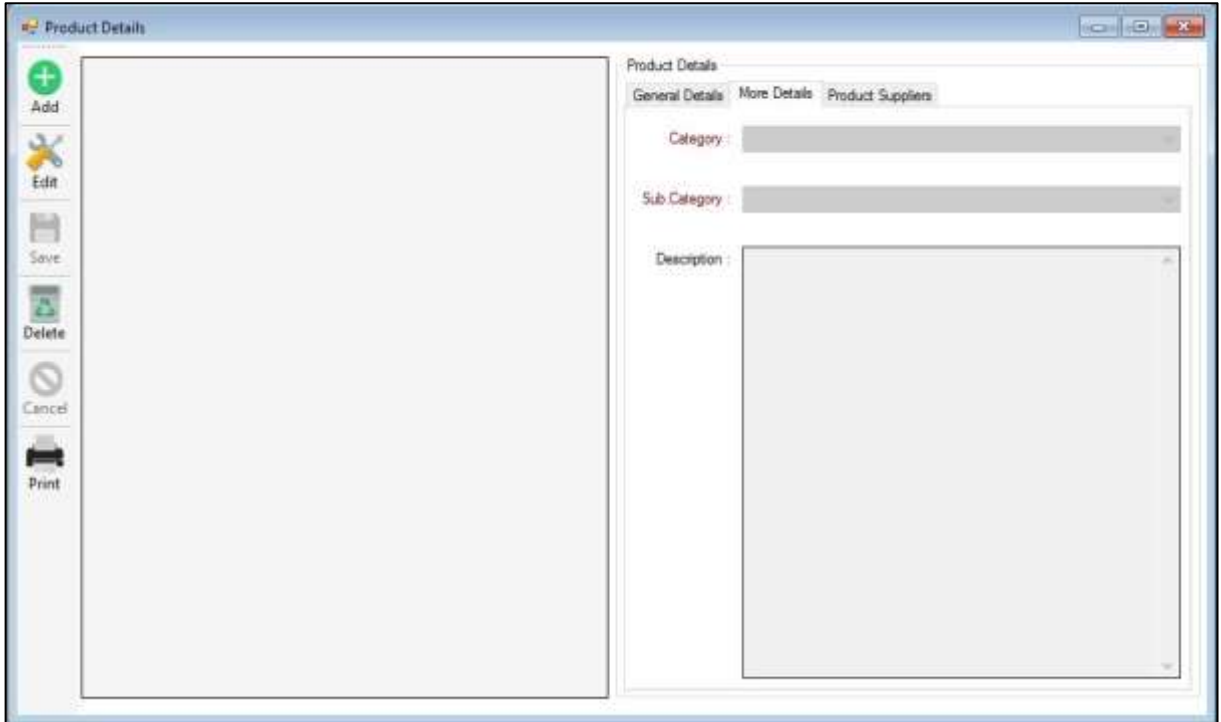 Product Details
Add
Edit
Save
Delete
Cancel
Print
Product Details
General Details More Details Product Suppliers
Category :
Sub Category :
Description :